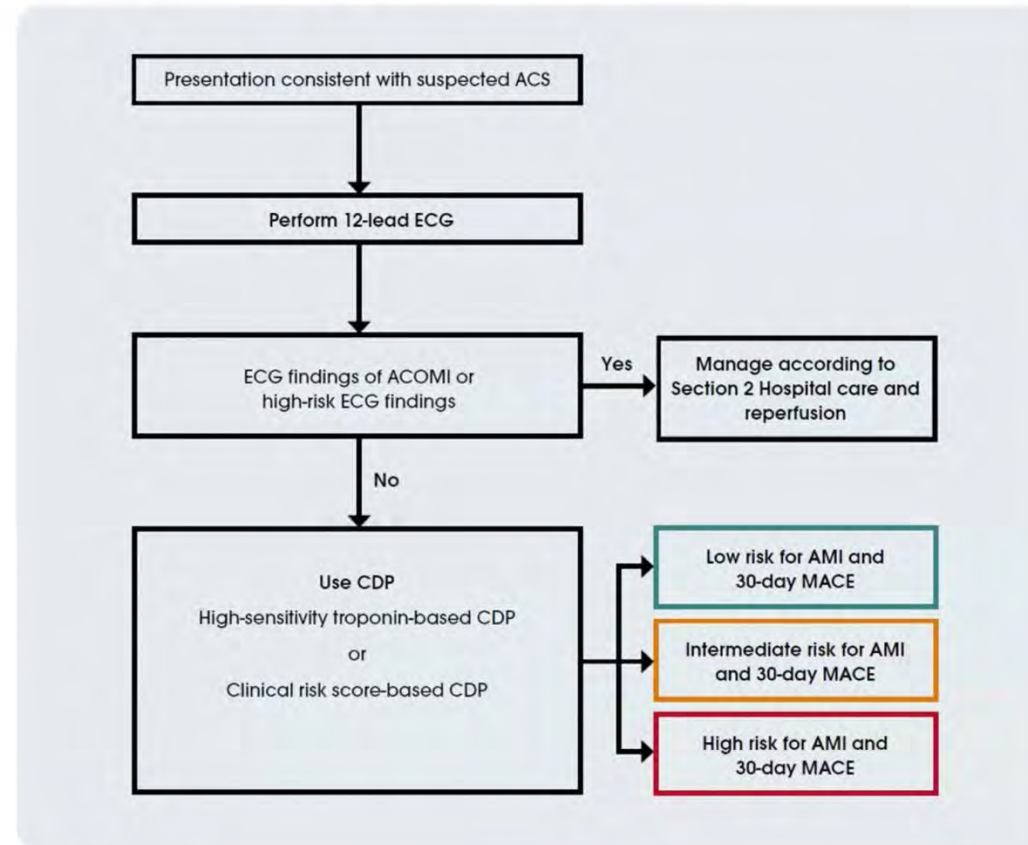 Presentation consistent with suspected ACS
Perform 12-lead ECG
ECG findings of ACOMI or
high-risk ECG findings
Yes
Manage according to
Section 2 Hospital care and
reperfusion
No
Use CDP
High-sensitivity troponin-based CDP
or
Clinical risk score-based CDP
Low risk for AMI and
30-day MACE
Intermediate risk for AMI
and 30-day MACE
High risk for AMI and
30-day MACE